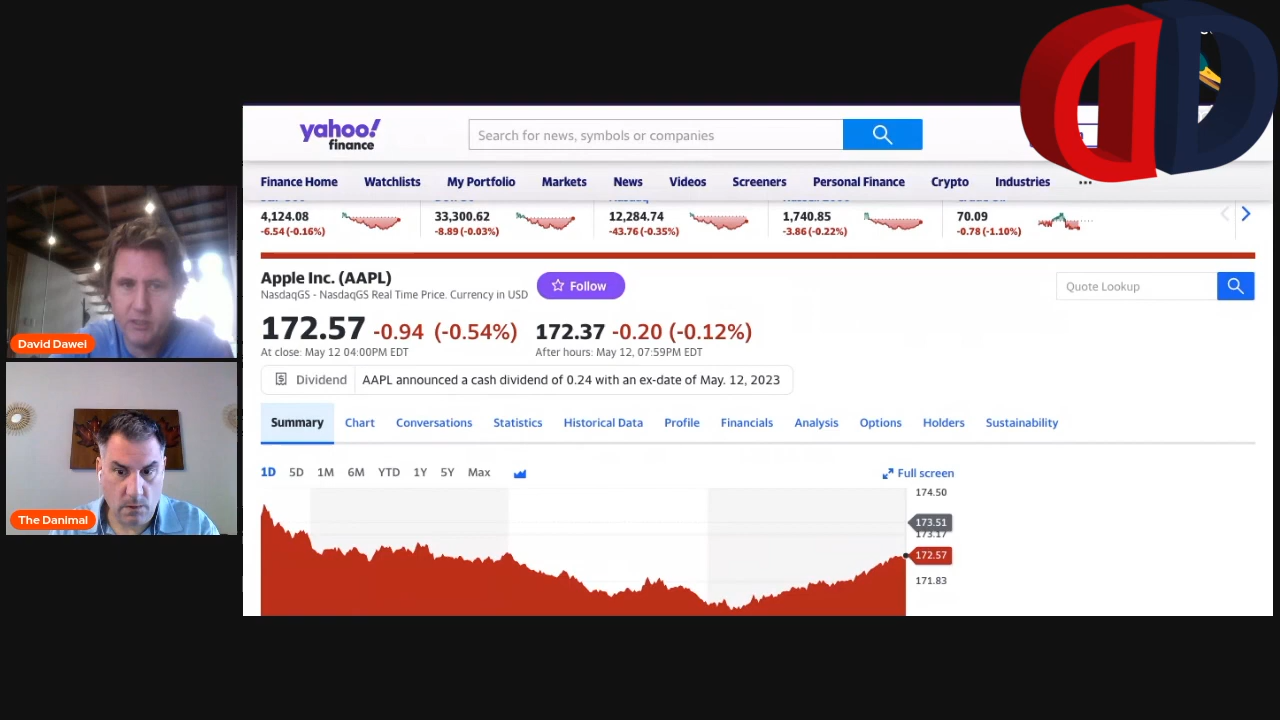 yahoo!
finance
Search for news, symbols or companies
Finance Home Watchlists My Portfolio Markets News Videos Screeners Personal Finance Crypto Industries ...
4,124.08 33,300.62 12,284.74 1,740.85 70.09
-6.54 (-0.16%) -8.89 (-0.03%) -43.76 (-0.35%) -3.86 (-0.22%) -0.78 (-1.10%)
Apple Inc. (AAPL)
Follow
Quote Lookup
NasdaqGS - NasdaqGS Real Time Price. Currency in USD
172.57 -0.94 (-0.54%) 172.37 -0.20 (-0.12%)
At close: May 12 04:00PM EDT After hours: May 12, 07:59PM EDT
Dividend AAPL announced a cash dividend of 0.24 with an ex-date of May. 12, 2023
Summary Chart Conversations Statistics Historical Data Profile Financials Analysis Options Holders Sustainability
1D 5D 1M 6M YTD 1Y 5Y Max Full screen
174.50
173.51
173.17
172.57
171.83
David Dawei
The Danimal
DD